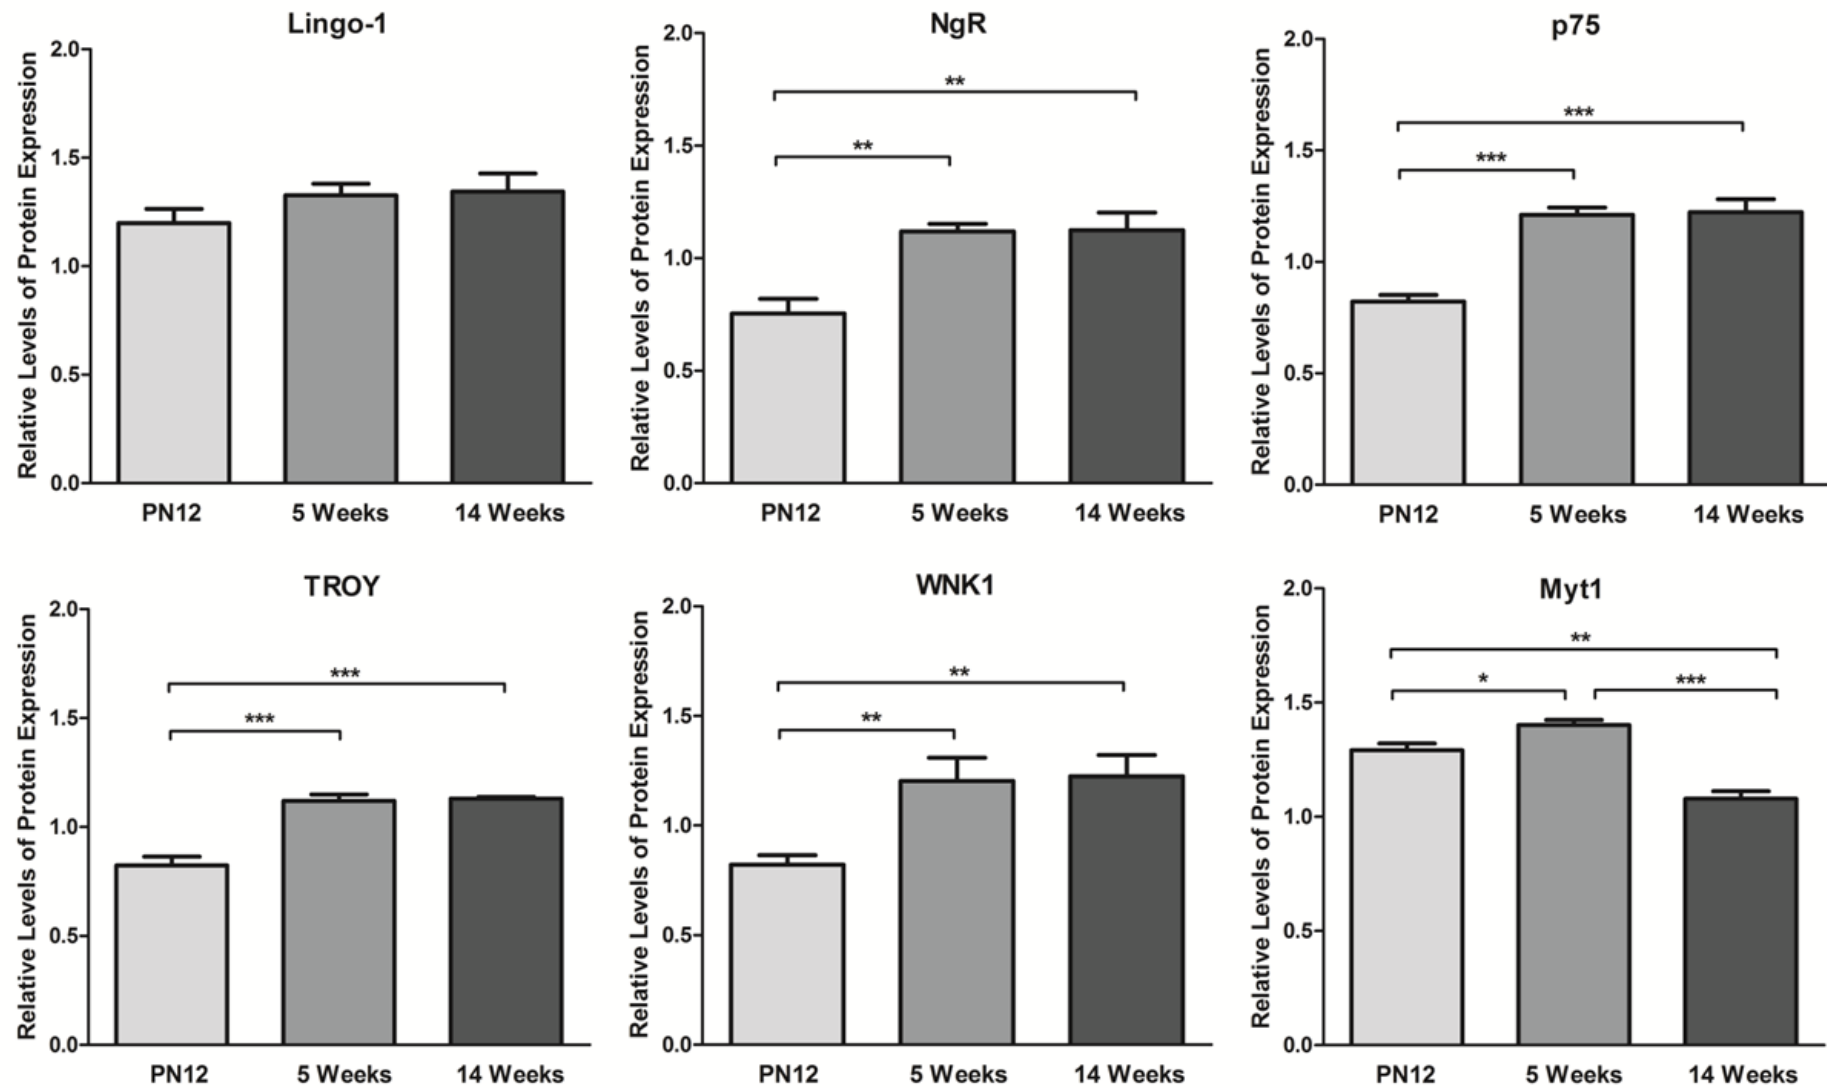 Lingo-1
Relative Levels of Protein Expression
2.0
1.5
1.0
0.5
0.0
PN12 5 Weeks 14 Weeks
NgR
Relative Levels of Protein Expression
2.0
1.5
1.0
0.5
0.0
**
**
PN12 5 Weeks 14 Weeks
p75
Relative Levels of Protein Expression
2.0
1.5
1.0
0.5
0.0
***
***
PN12 5 Weeks 14 Weeks
TROY
Relative Levels of Protein Expression
2.0
1.5
1.0
0.5
0.0
***
***
PN12 5 Weeks 14 Weeks
WNK1
Relative Levels of Protein Expression
2.0
1.5
1.0
0.5
0.0
**
**
PN12 5 Weeks 14 Weeks
Myt1
Relative Levels of Protein Expression
2.0
1.5
1.0
0.5
0.0
**
* ***
PN12 5 Weeks 14 Weeks